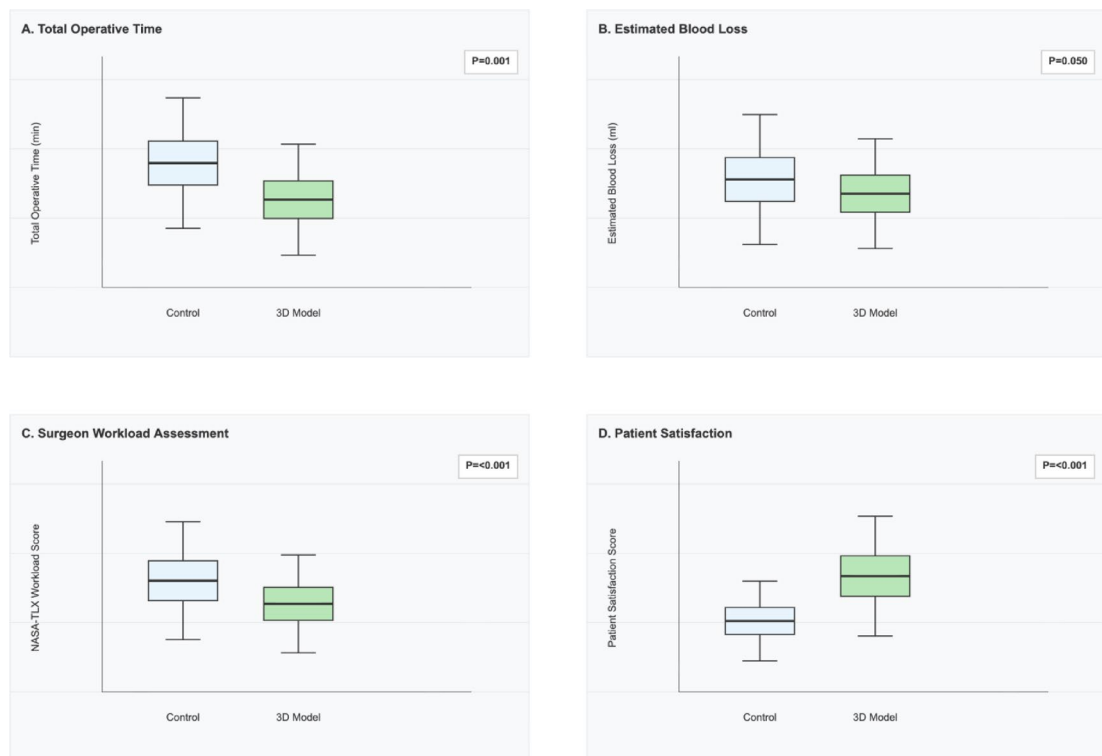 A. Total Operative Time
P=0.001
Total Operative Time (min)
Control
3D Model
B. Estimated Blood Loss
P=0.050
Estimated Blood Loss (ml)
Control
3D Model
C. Surgeon Workload Assessment
P=<0.001
NASA-TLX Workload Score
Control
3D Model
D. Patient Satisfaction
P=<0.001
Patient Satisfaction Score
Control
3D Model